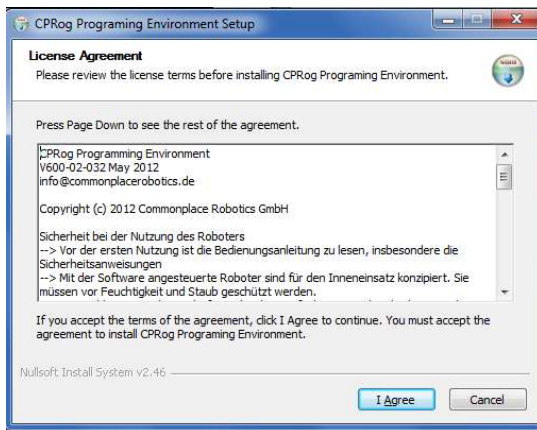 CPRog Programing Environment Setup
License Agreement
Please review the license terms before installing CPRog Programing Environment.
Press Page Down to see the rest of the agreement.
CPRog Programming Environment
V600-02-032 May 2012
info@commonplacerobotics.de
Copyright (c) 2012 Commonplace Robotics GmbH
Sicherheit bei der Nutzung des Roboters
--> Vor der ersten Nutzung ist die Bedienungsanleitung zu lesen, insbesondere die
Sicherheitsanweisungen
--> Mit der Software angesteuerte Roboter sind für den Inneneinsatz konzipiert. Sie
müssen vor Feuchtigkeit und Staub geschützt werden.
If you accept the terms of the agreement, click I Agree to continue. You must accept the
agreement to install CPRog Programing Environment.
Nullsoft Install System v2.46
I Agree
Cancel